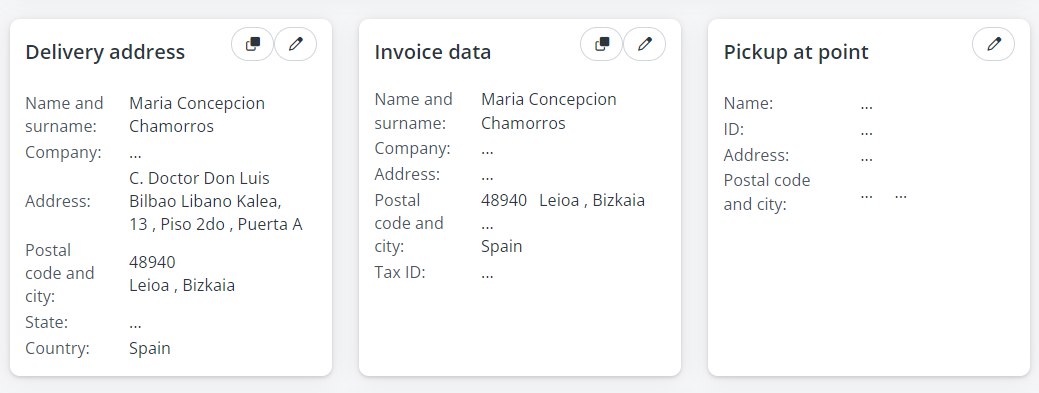 Delivery address
Name and surname: Maria Concepcion Chamorros
Company: ...
Address: C. Doctor Don Luis Bilbao Libano Kalea, 13 , Piso 2do , Puerta A
Postal code and city: 48940 Leioa , Bizkaia
State: ...
Country: Spain
Invoice data
Name and surname: Maria Concepcion Chamorros
Company: ...
Address: ...
Postal code and city: 48940 Leioa , Bizkaia ... Spain
Tax ID: ...
Pickup at point
Name: ...
ID: ...
Address: ...
Postal code and city: ... ...